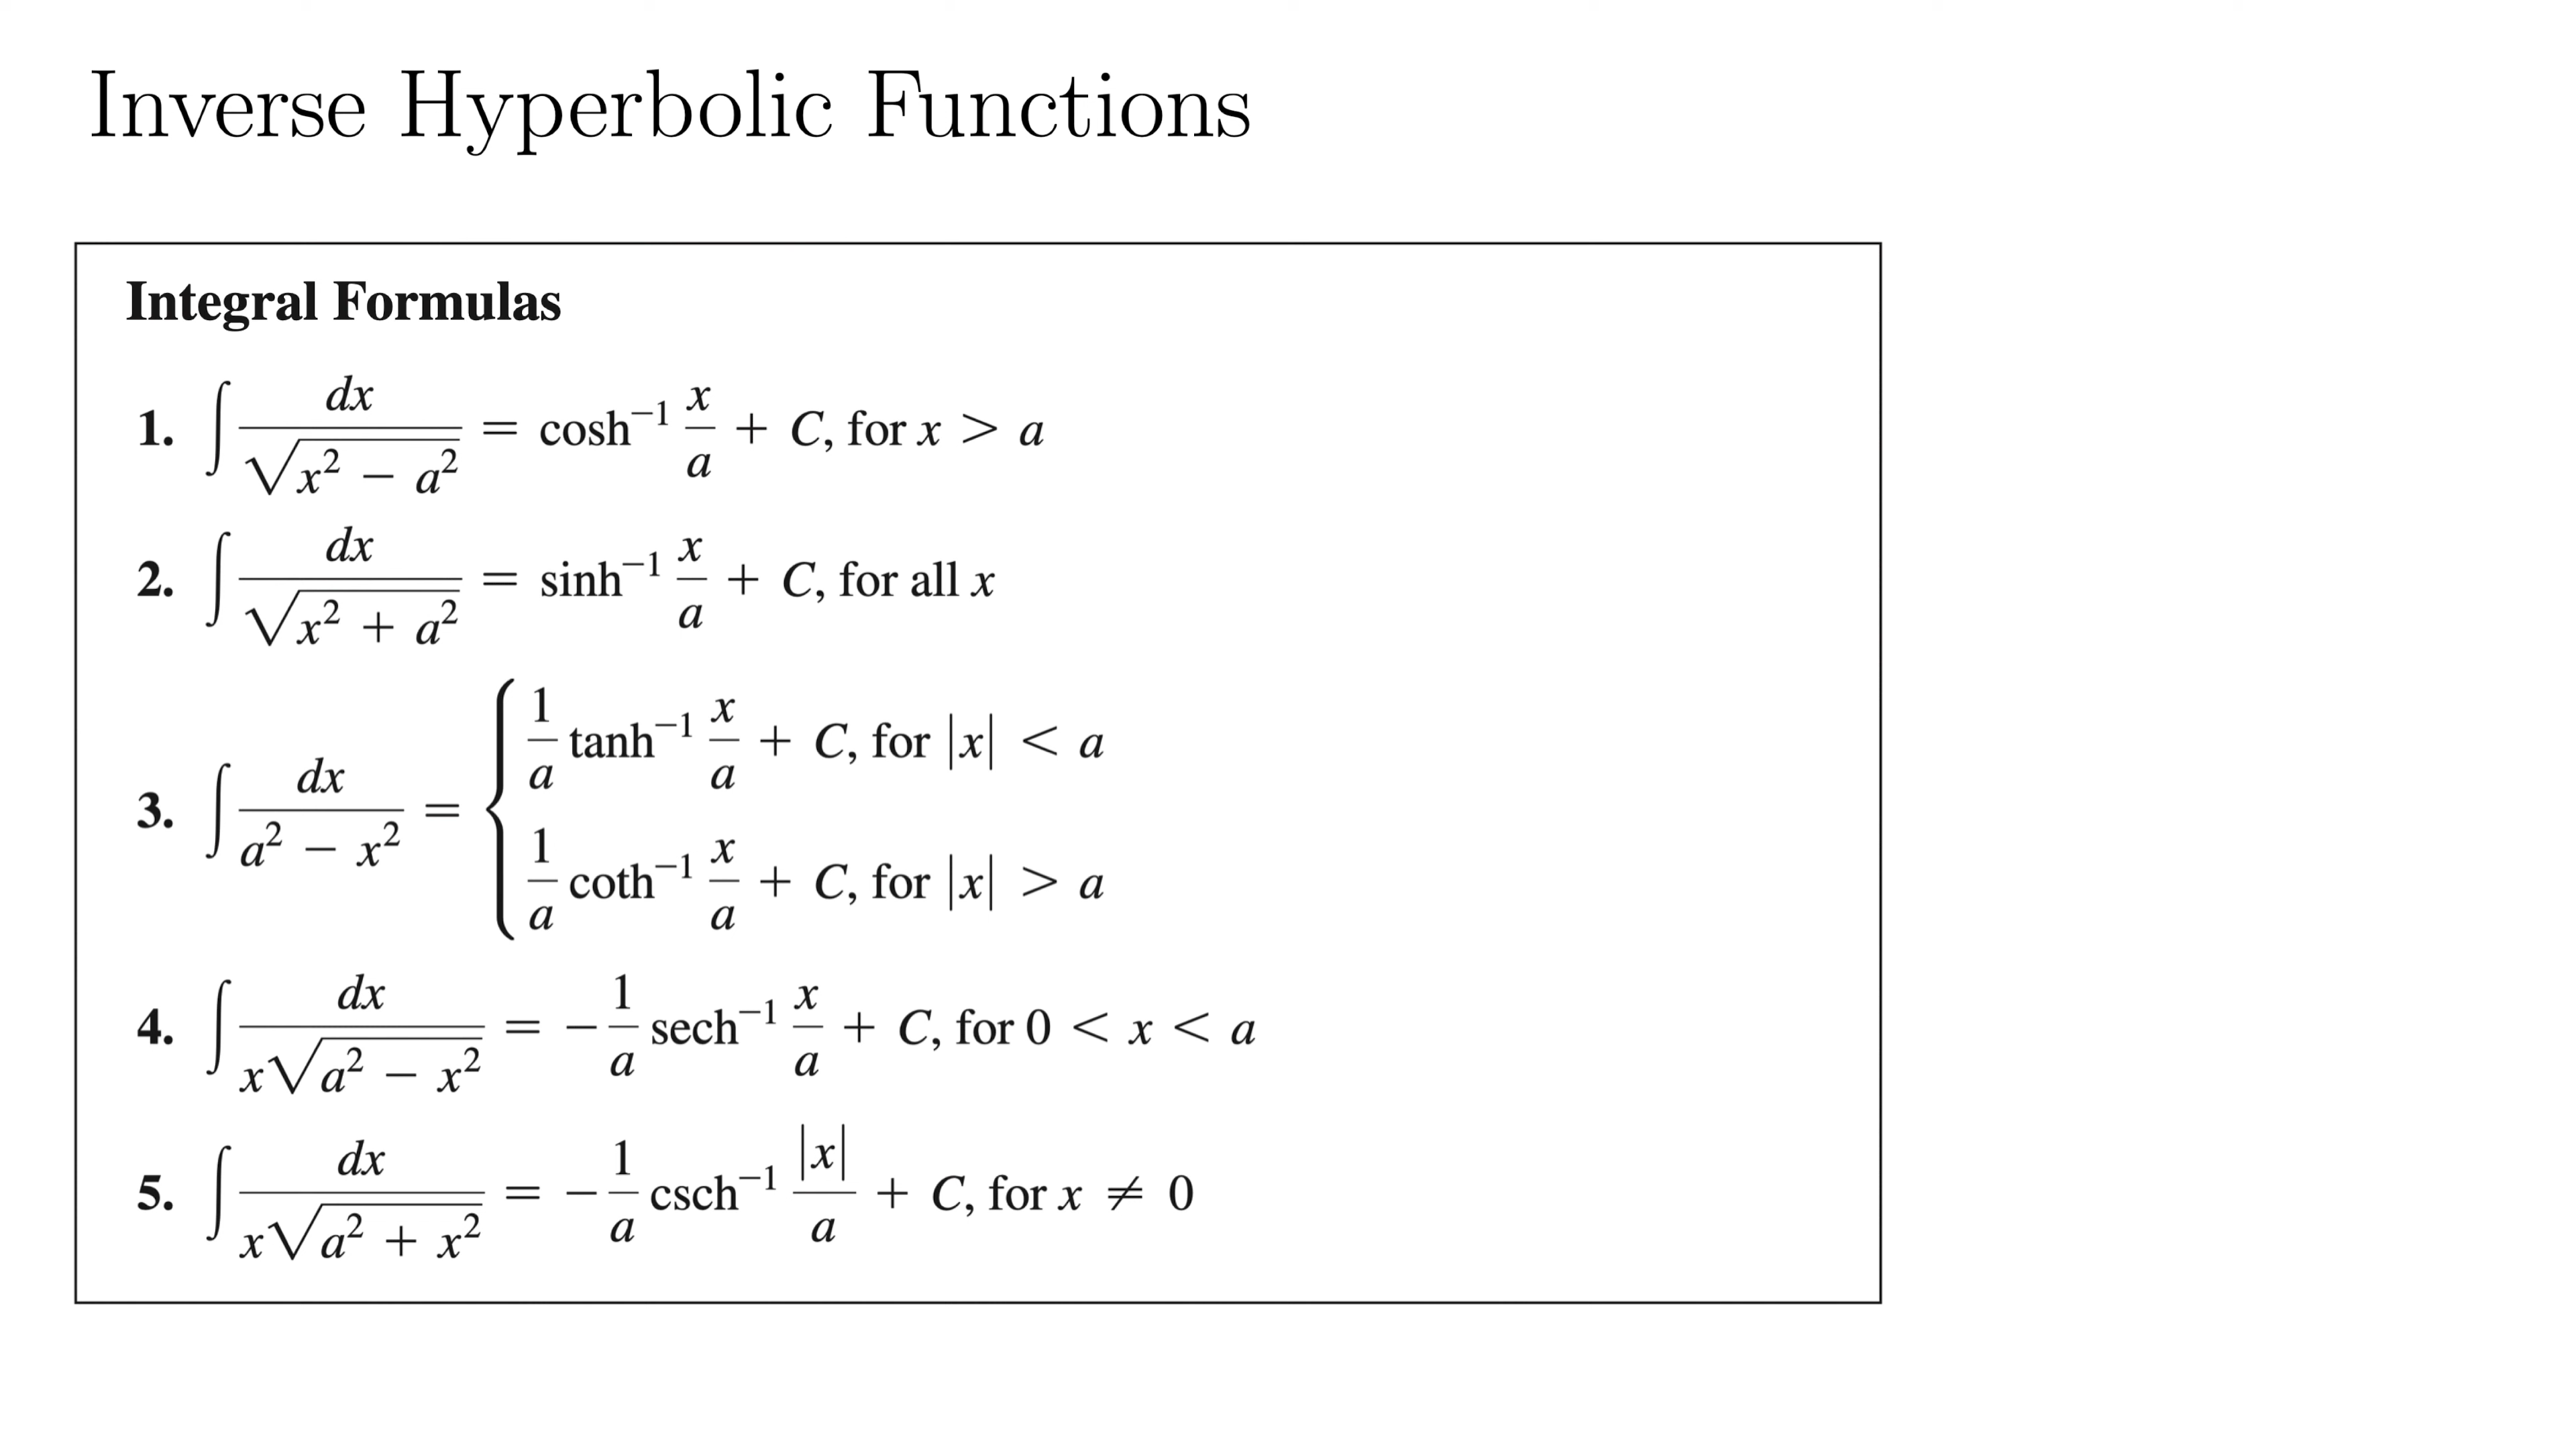 Inverse Hyperbolic Functions
Integral Formulas
1. ∫ dx / √(x² − a²) = cosh⁻¹ x/a + C, for x > a
2. ∫ dx / √(x² + a²) = sinh⁻¹ x/a + C, for all x
3. ∫ dx / (a² − x²) = { 1/a tanh⁻¹ x/a + C, for |x| < a
1/a coth⁻¹ x/a + C, for |x| > a
4. ∫ dx / (x√(a² − x²)) = −1/a sech⁻¹ x/a + C, for 0 < x < a
5. ∫ dx / (x√(a² + x²)) = −1/a csch⁻¹ |x|/a + C, for x ≠ 0